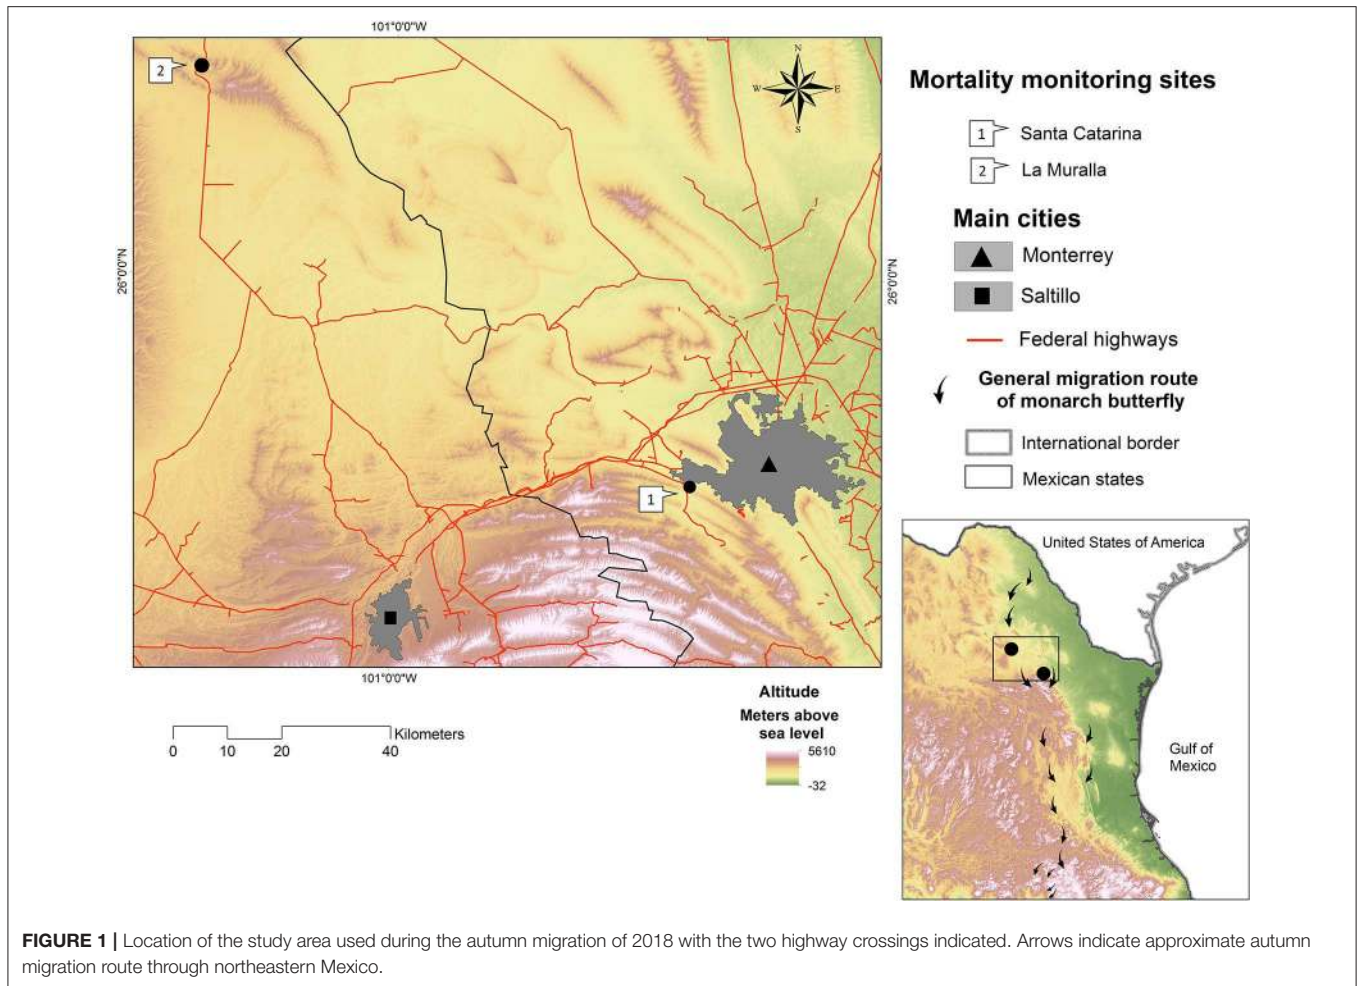 101°0'0"W
N
W
E
S
2
26°0'0"N
26°0'0"N
1
101°0'0"W
0
10
20
40
Kilometers
Altitude
Meters above
sea level
5610
-32
Mortality monitoring sites
1 Santa Catarina
2 La Muralla
Main cities
Monterrey
Saltillo
Federal highways
General migration route
of monarch butterfly
International border
Mexican states
United States of America
Gulf of
Mexico
FIGURE 1 | Location of the study area used during the autumn migration of 2018 with the two highway crossings indicated. Arrows indicate approximate autumn
migration route through northeastern Mexico.